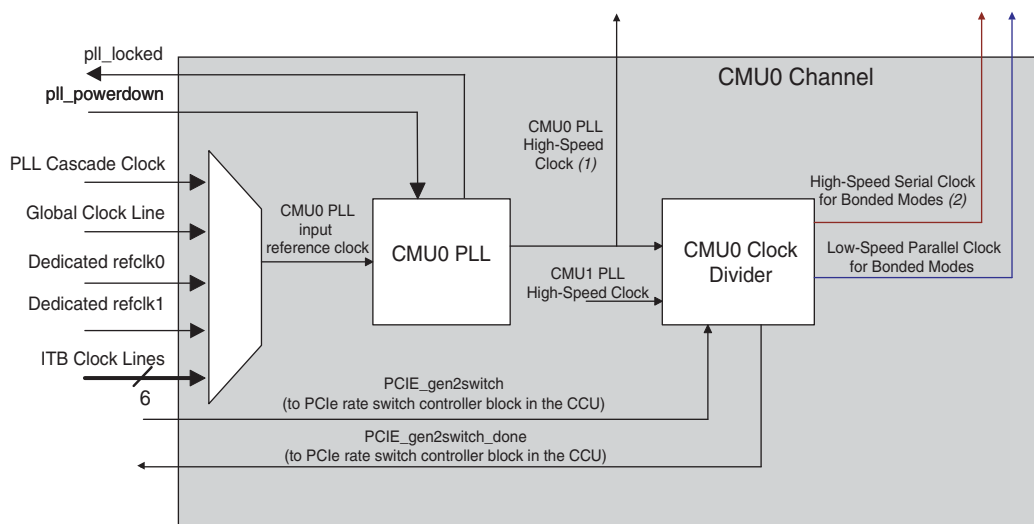 pll_locked
CMU0 Channel
pll_powerdown
CMU0 PLL
High-Speed
Clock (1)
PLL Cascade Clock
Global Clock Line
Dedicated refclk0
Dedicated refclk1
ITB Clock Lines
6
CMU0 PLL
input
reference clock
CMU0 PLL
CMU1 PLL
High-Speed Clock
CMU0 Clock
Divider
High-Speed Serial Clock
for Bonded Modes (2)
Low-Speed Parallel Clock
for Bonded Modes
PCIE_gen2switch
(to PCIe rate switch controller block in the CCU)
PCIE_gen2switch_done
(to PCIe rate switch controller block in the CCU)